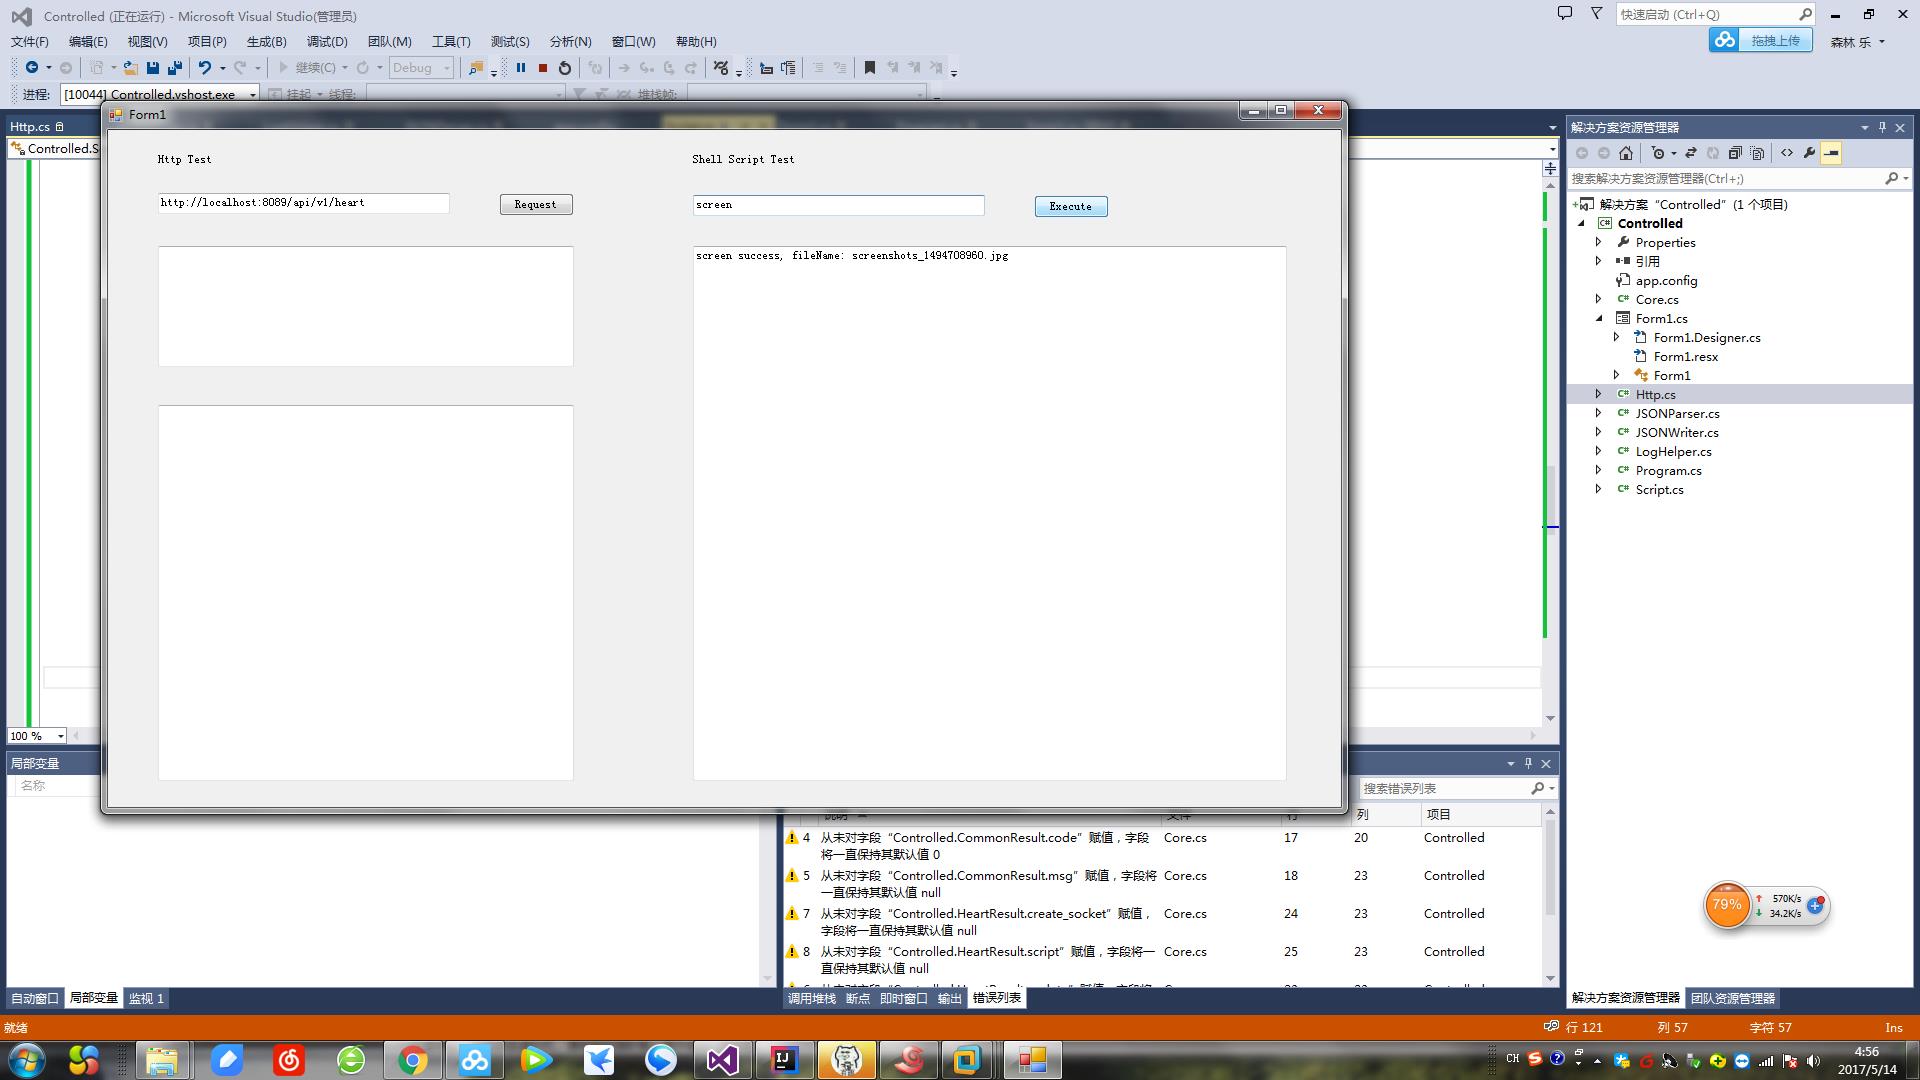 Controlled (正在运行) - Microsoft Visual Studio(管理员)
快速启动 (Ctrl+Q)
文件(F) 编辑(E) 视图(V) 项目(P) 生成(B) 调试(D) 团队(M) 工具(T) 测试(S) 分析(N) 窗口(W) 帮助(H)
拖拽上传
森林 乐
继续(C)
Debug
进程: [10044] Controlled.vshost.exe 挂起 线程: 堆栈帧:
Http.cs
Controlled.S
Form1
Http Test
Shell Script Test
http://localhost:8089/api/v1/heart
Request
screen
Execute
screen success, fileName: screenshots_1494708960.jpg
解决方案资源管理器
搜索解决方案资源管理器(Ctrl+;)
解决方案“Controlled”(1 个项目)
Controlled
Properties
引用
app.config
Core.cs
Form1.cs
Form1.Designer.cs
Form1.resx
Form1
Http.cs
JSONParser.cs
JSONWriter.cs
LogHelper.cs
Program.cs
Script.cs
100 %
局部变量
名称
搜索错误列表
说明 文件 行 列 项目
4 从未对字段“Controlled.CommonResult.code”赋值，字段将一直保持其默认值 0 Core.cs 17 20 Controlled
5 从未对字段“Controlled.CommonResult.msg”赋值，字段将一直保持其默认值 null Core.cs 18 23 Controlled
7 从未对字段“Controlled.HeartResult.create_socket”赋值，字段将一直保持其默认值 null Core.cs 24 23 Controlled
8 从未对字段“Controlled.HeartResult.script”赋值，字段将一直保持其默认值 null Core.cs 25 23 Controlled
79%
570K/s
34.2K/s
自动窗口 局部变量 监视 1
调用堆栈 断点 即时窗口 输出 错误列表
解决方案资源管理器 团队资源管理器
就绪
行 121 列 57 字符 57 Ins
CH
4:56
2017/5/14